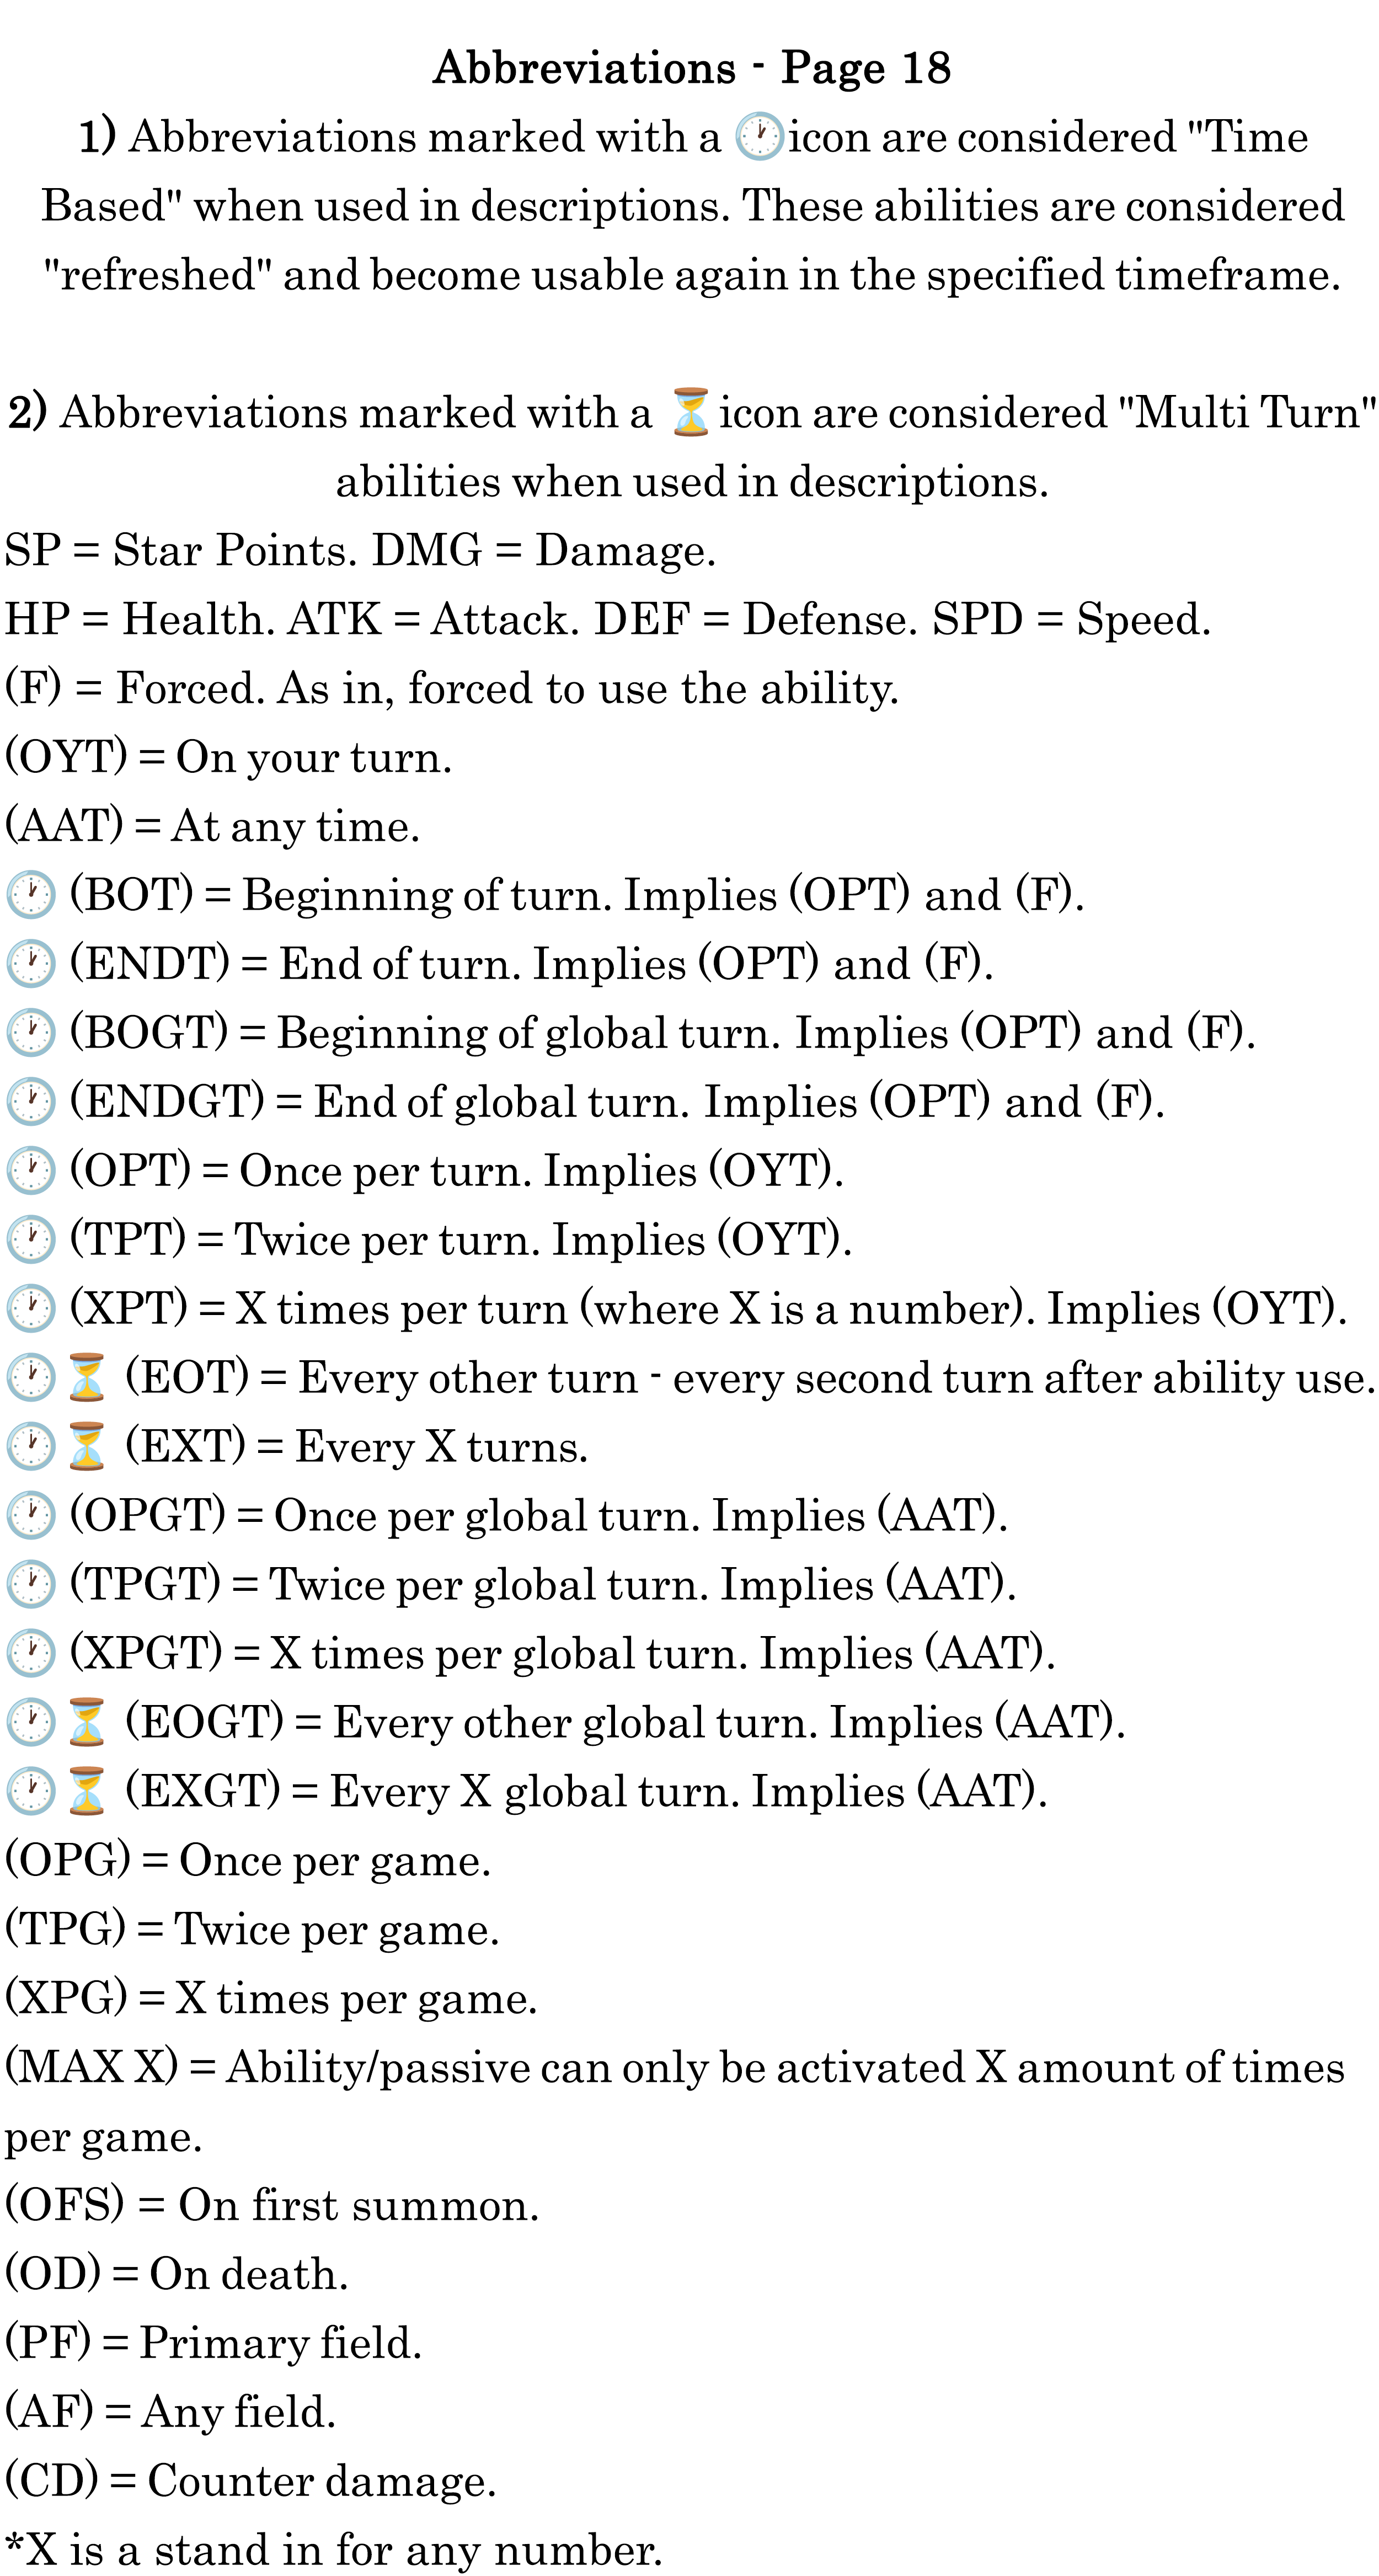 Abbreviations - Page 18
1) Abbreviations marked with a 🕐icon are considered "Time
Based" when used in descriptions. These abilities are considered
"refreshed" and become usable again in the specified timeframe.
2) Abbreviations marked with a ⏳icon are considered "Multi Turn"
abilities when used in descriptions.
SP = Star Points. DMG = Damage.
HP = Health. ATK = Attack. DEF = Defense. SPD = Speed.
(F) = Forced. As in, forced to use the ability.
(OYT) = On your turn.
(AAT) = At any time.
🕐 (BOT) = Beginning of turn. Implies (OPT) and (F).
🕐 (ENDT) = End of turn. Implies (OPT) and (F).
🕐 (BOGT) = Beginning of global turn. Implies (OPT) and (F).
🕐 (ENDGT) = End of global turn. Implies (OPT) and (F).
🕐 (OPT) = Once per turn. Implies (OYT).
🕐 (TPT) = Twice per turn. Implies (OYT).
🕐 (XPT) = X times per turn (where X is a number). Implies (OYT).
🕐⏳ (EOT) = Every other turn - every second turn after ability use.
🕐⏳ (EXT) = Every X turns.
🕐 (OPGT) = Once per global turn. Implies (AAT).
🕐 (TPGT) = Twice per global turn. Implies (AAT).
🕐 (XPGT) = X times per global turn. Implies (AAT).
🕐⏳ (EOGT) = Every other global turn. Implies (AAT).
🕐⏳ (EXGT) = Every X global turn. Implies (AAT).
(OPG) = Once per game.
(TPG) = Twice per game.
(XPG) = X times per game.
(MAX X) = Ability/passive can only be activated X amount of times
per game.
(OFS) = On first summon.
(OD) = On death.
(PF) = Primary field.
(AF) = Any field.
(CD) = Counter damage.
*X is a stand in for any number.